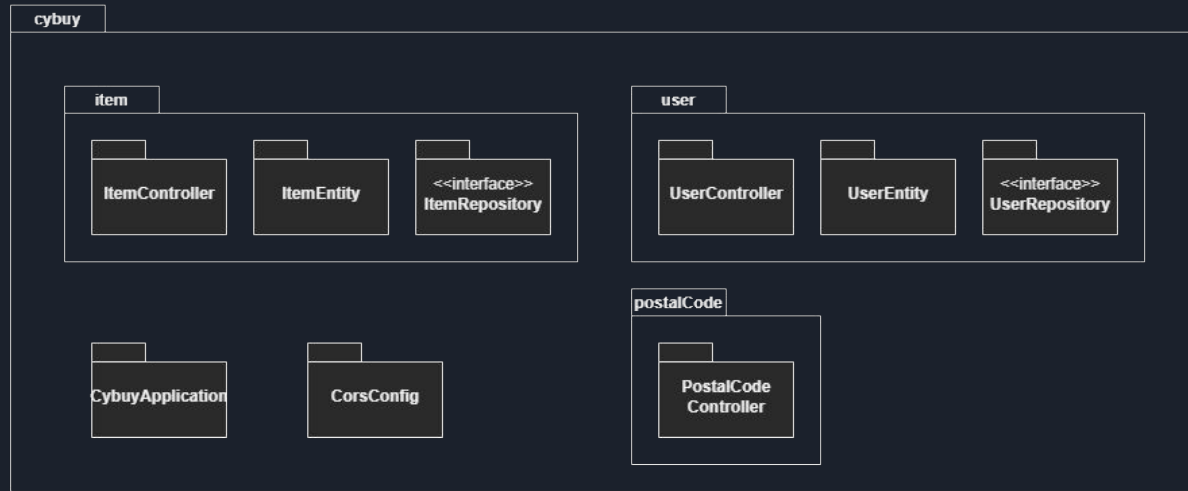 cybuy
item
ItemController
ItemEntity
<<interface>>
ItemRepository
user
UserController
UserEntity
<<interface>>
UserRepository
CybuyApplication
CorsConfig
postalCode
PostalCode
Controller